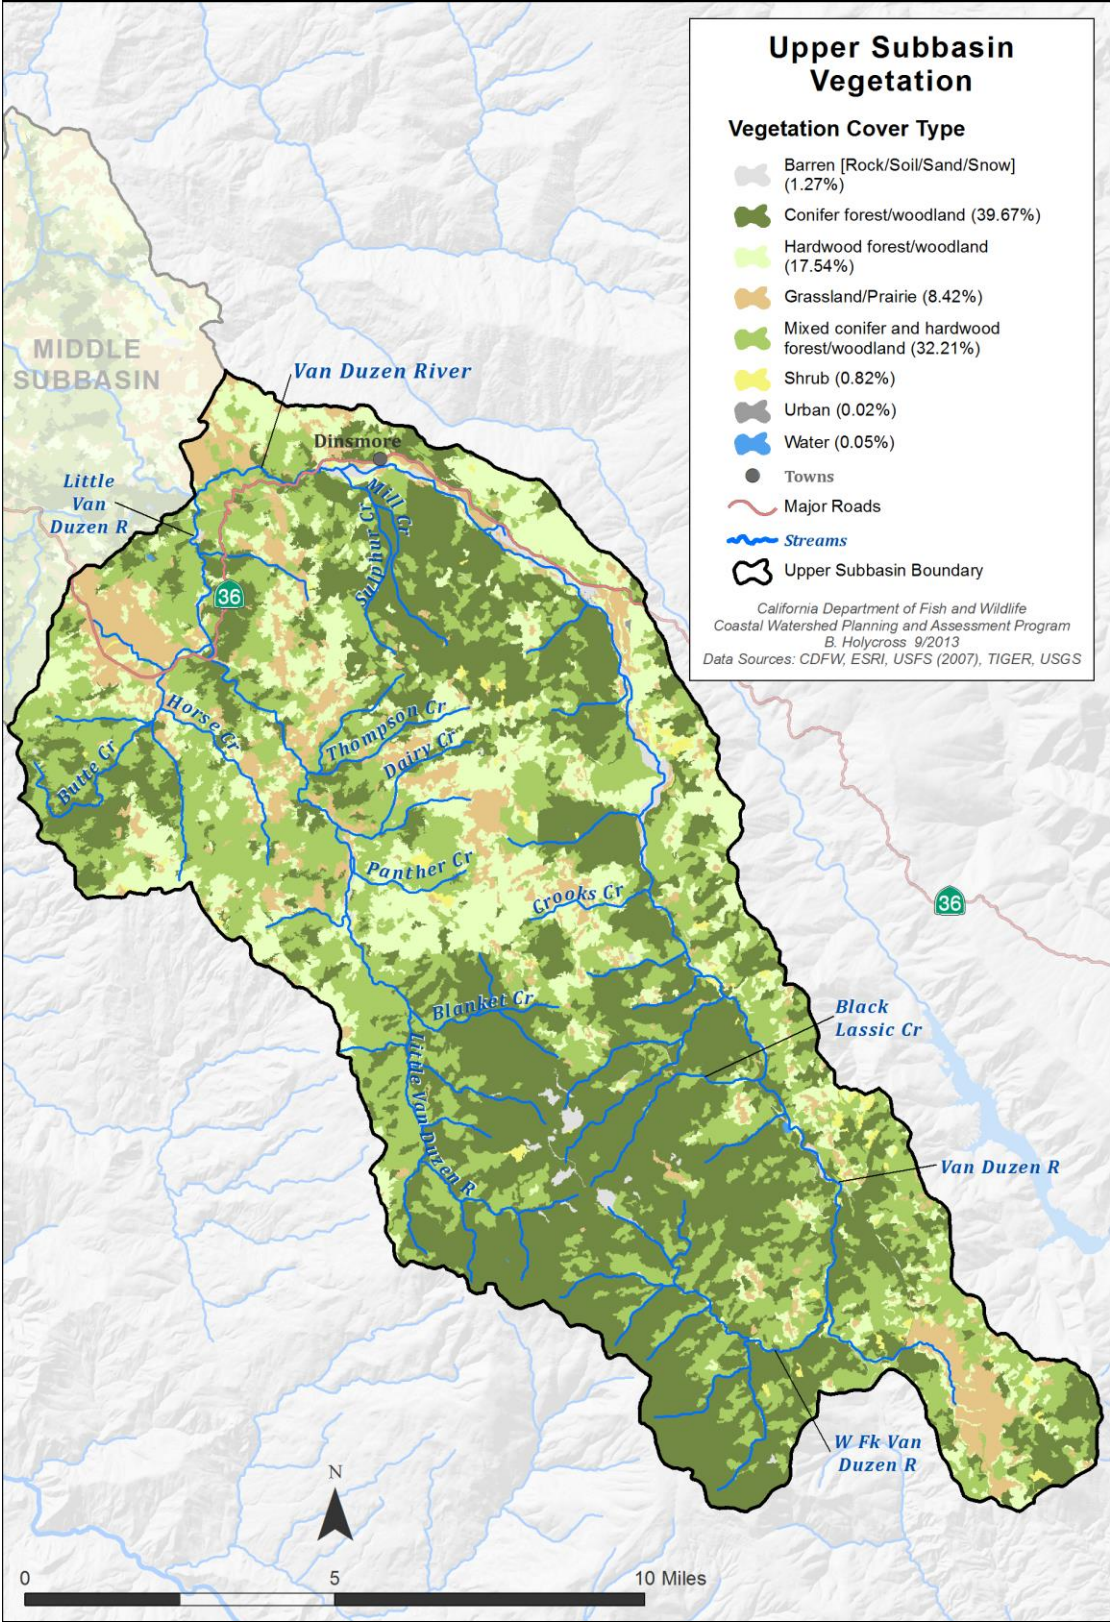 Upper Subbasin
Vegetation
Vegetation Cover Type
Barren [Rock/Soil/Sand/Snow]
(1.27%)
Conifer forest/woodland (39.67%)
Hardwood forest/woodland
(17.54%)
Grassland/Prairie (8.42%)
Mixed conifer and hardwood
forest/woodland (32.21%)
Shrub (0.82%)
Urban (0.02%)
Water (0.05%)
Towns
Major Roads
Streams
Upper Subbasin Boundary
California Department of Fish and Wildlife
Coastal Watershed Planning and Assessment Program
B. Holycross 9/2013
Data Sources: CDFW, ESRI, USFS (2007), TIGER, USGS
MIDDLE
SUBBASIN
Van Duzen River
Dinsmore
Little
Van
Duzen R
Mill Cr
Sulphur Cr
36
Horse Cr
Thompson Cr
Dairy Cr
Butte Cr
Panther Cr
Crooks Cr
36
Blanket Cr
Black
Lassic Cr
Little Van Duzen R
Van Duzen R
W Fk Van
Duzen R
N
0 5 10 Miles